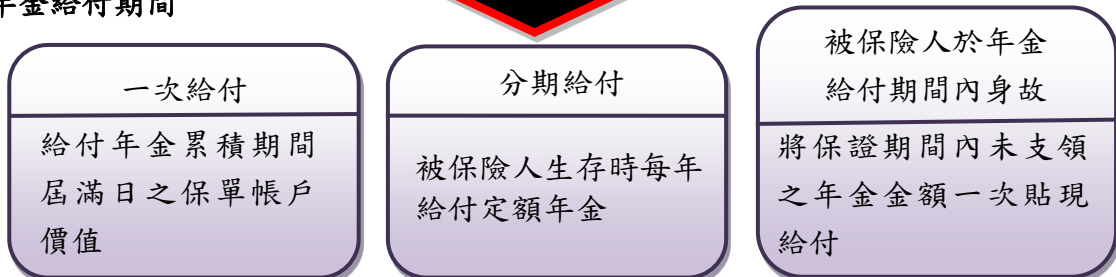 年金給付期間
一次給付
給付年金累積期間
屆滿日之保單帳戶
價值
分期給付
被保險人生存時每年
給付定額年金
被保險人於年金
給付期間內身故
將保證期間內未支領
之年金金額一次貼現
給付